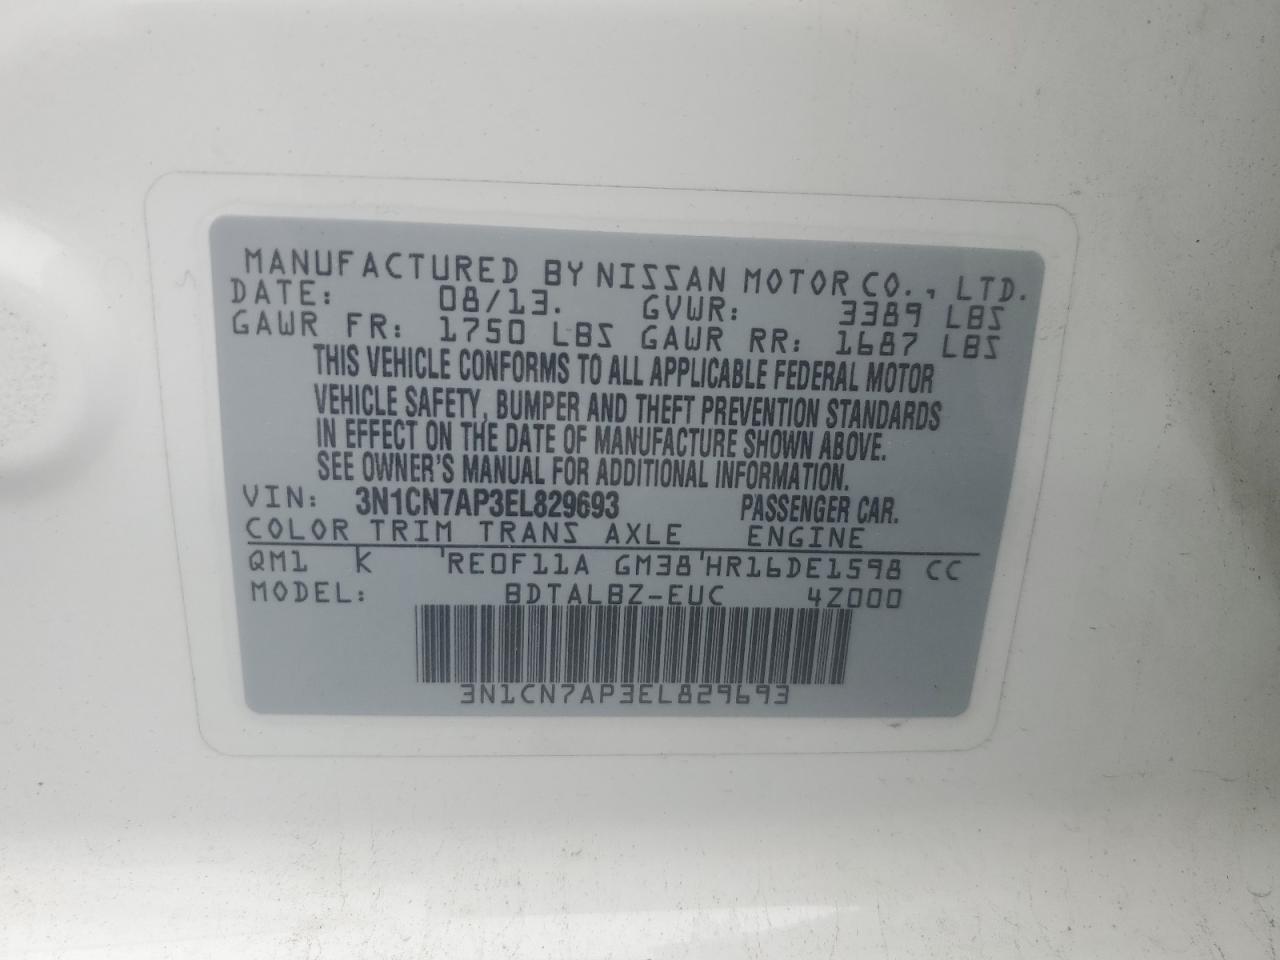 MANUFACTURED BY NISSAN MOTOR CO., LTD.
DATE: 08/13. GVWR: 3389 LBS
GAWR FR: 1750 LBS GAWR RR: 1687 LBS
THIS VEHICLE CONFORMS TO ALL APPLICABLE FEDERAL MOTOR
VEHICLE SAFETY, BUMPER AND THEFT PREVENTION STANDARDS
IN EFFECT ON THE DATE OF MANUFACTURE SHOWN ABOVE.
SEE OWNER'S MANUAL FOR ADDITIONAL INFORMATION.
VIN: 3N1CN7AP3EL829693 PASSENGER CAR.
COLOR TRIM TRANS AXLE ENGINE
QM1 K 'RE0F11A GM38'HR16DE1598 CC
MODEL: BDTALBZ-EUC 4Z000
3N1CN7AP3EL829693